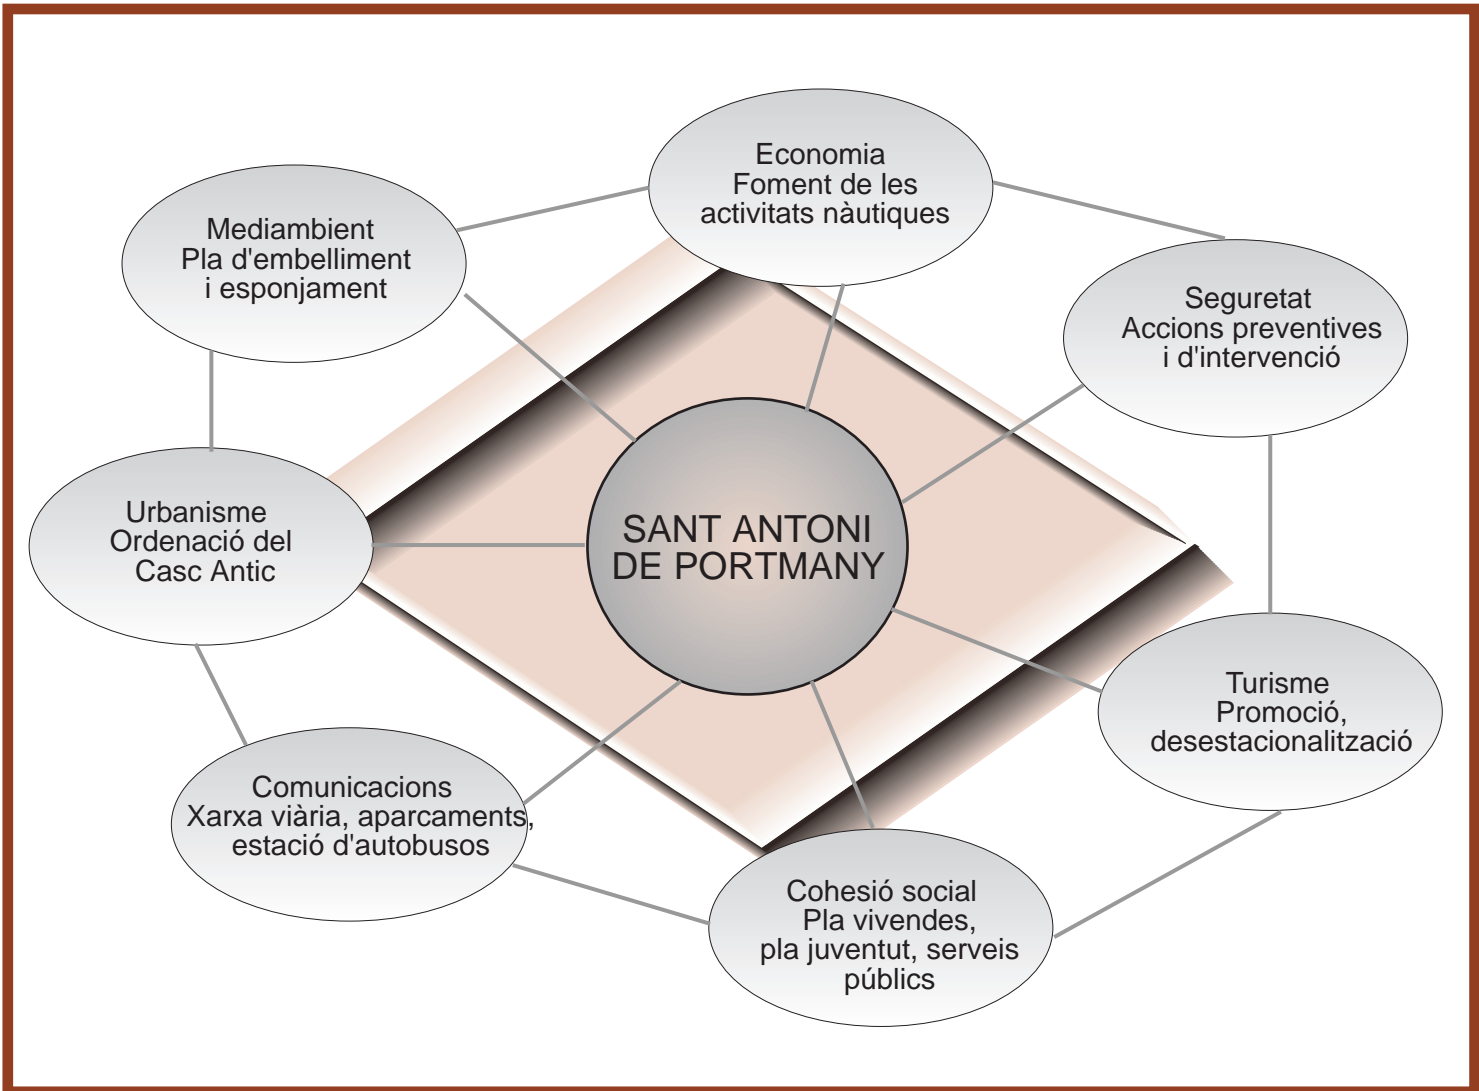 Economia
Foment de les
activitats nàutiques
Mediambient
Pla d'embelliment
i esponjament
Seguretat
Accions preventives
i d'intervenció
Urbanisme
Ordenació del
Casc Antic
SANT ANTONI
DE PORTMANY
Turisme
Promoció,
desestacionalització
Comunicacions
Xarxa viària, aparcaments,
estació d'autobusos
Cohesió social
Pla vivendes,
pla juventut, serveis
públics